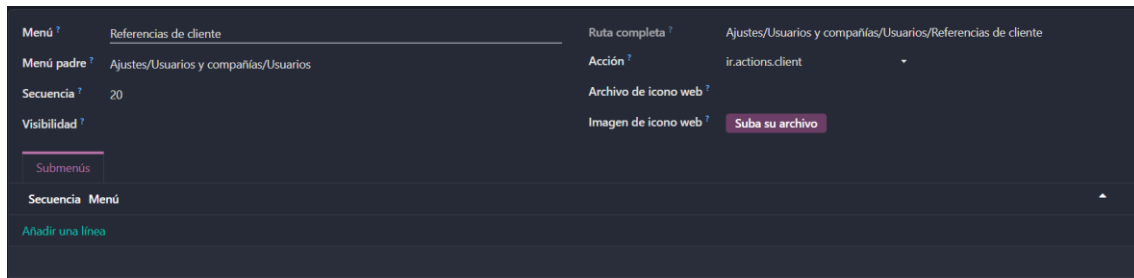 Menú ? Referencias de cliente Ruta completa ? Ajustes/Usuarios y compañías/Usuarios/Referencias de cliente
Menú padre ? Ajustes/Usuarios y compañías/Usuarios Acción ? ir.actions.client
Secuencia ? 20 Archivo de icono web ?
Visibilidad ? Imagen de icono web ? Suba su archivo
Submenús
Secuencia Menú
Añadir una línea